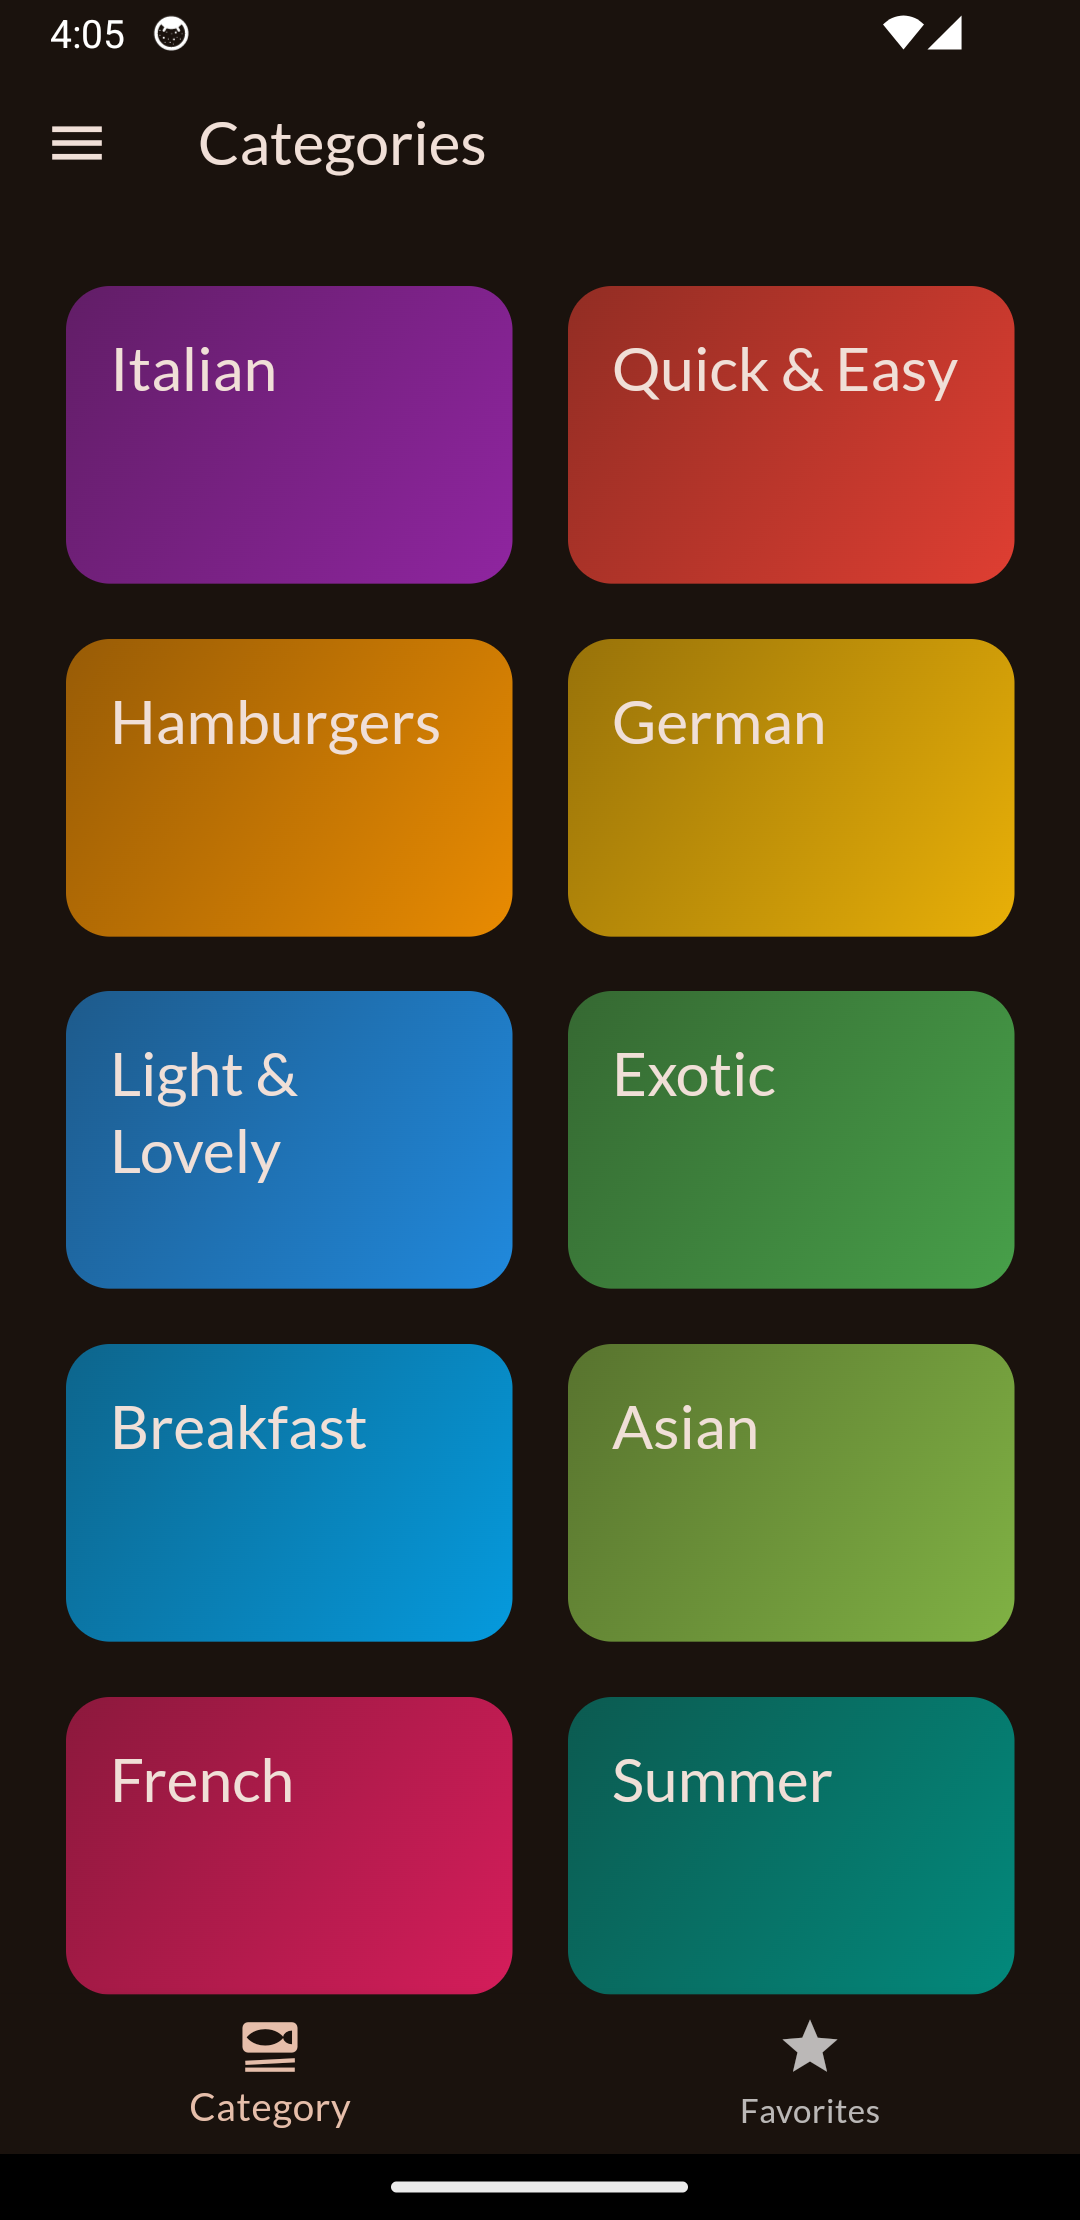 4:05
Categories
Italian
Quick & Easy
Hamburgers
German
Light &
Lovely
Exotic
Breakfast
Asian
French
Summer
Category
Favorites